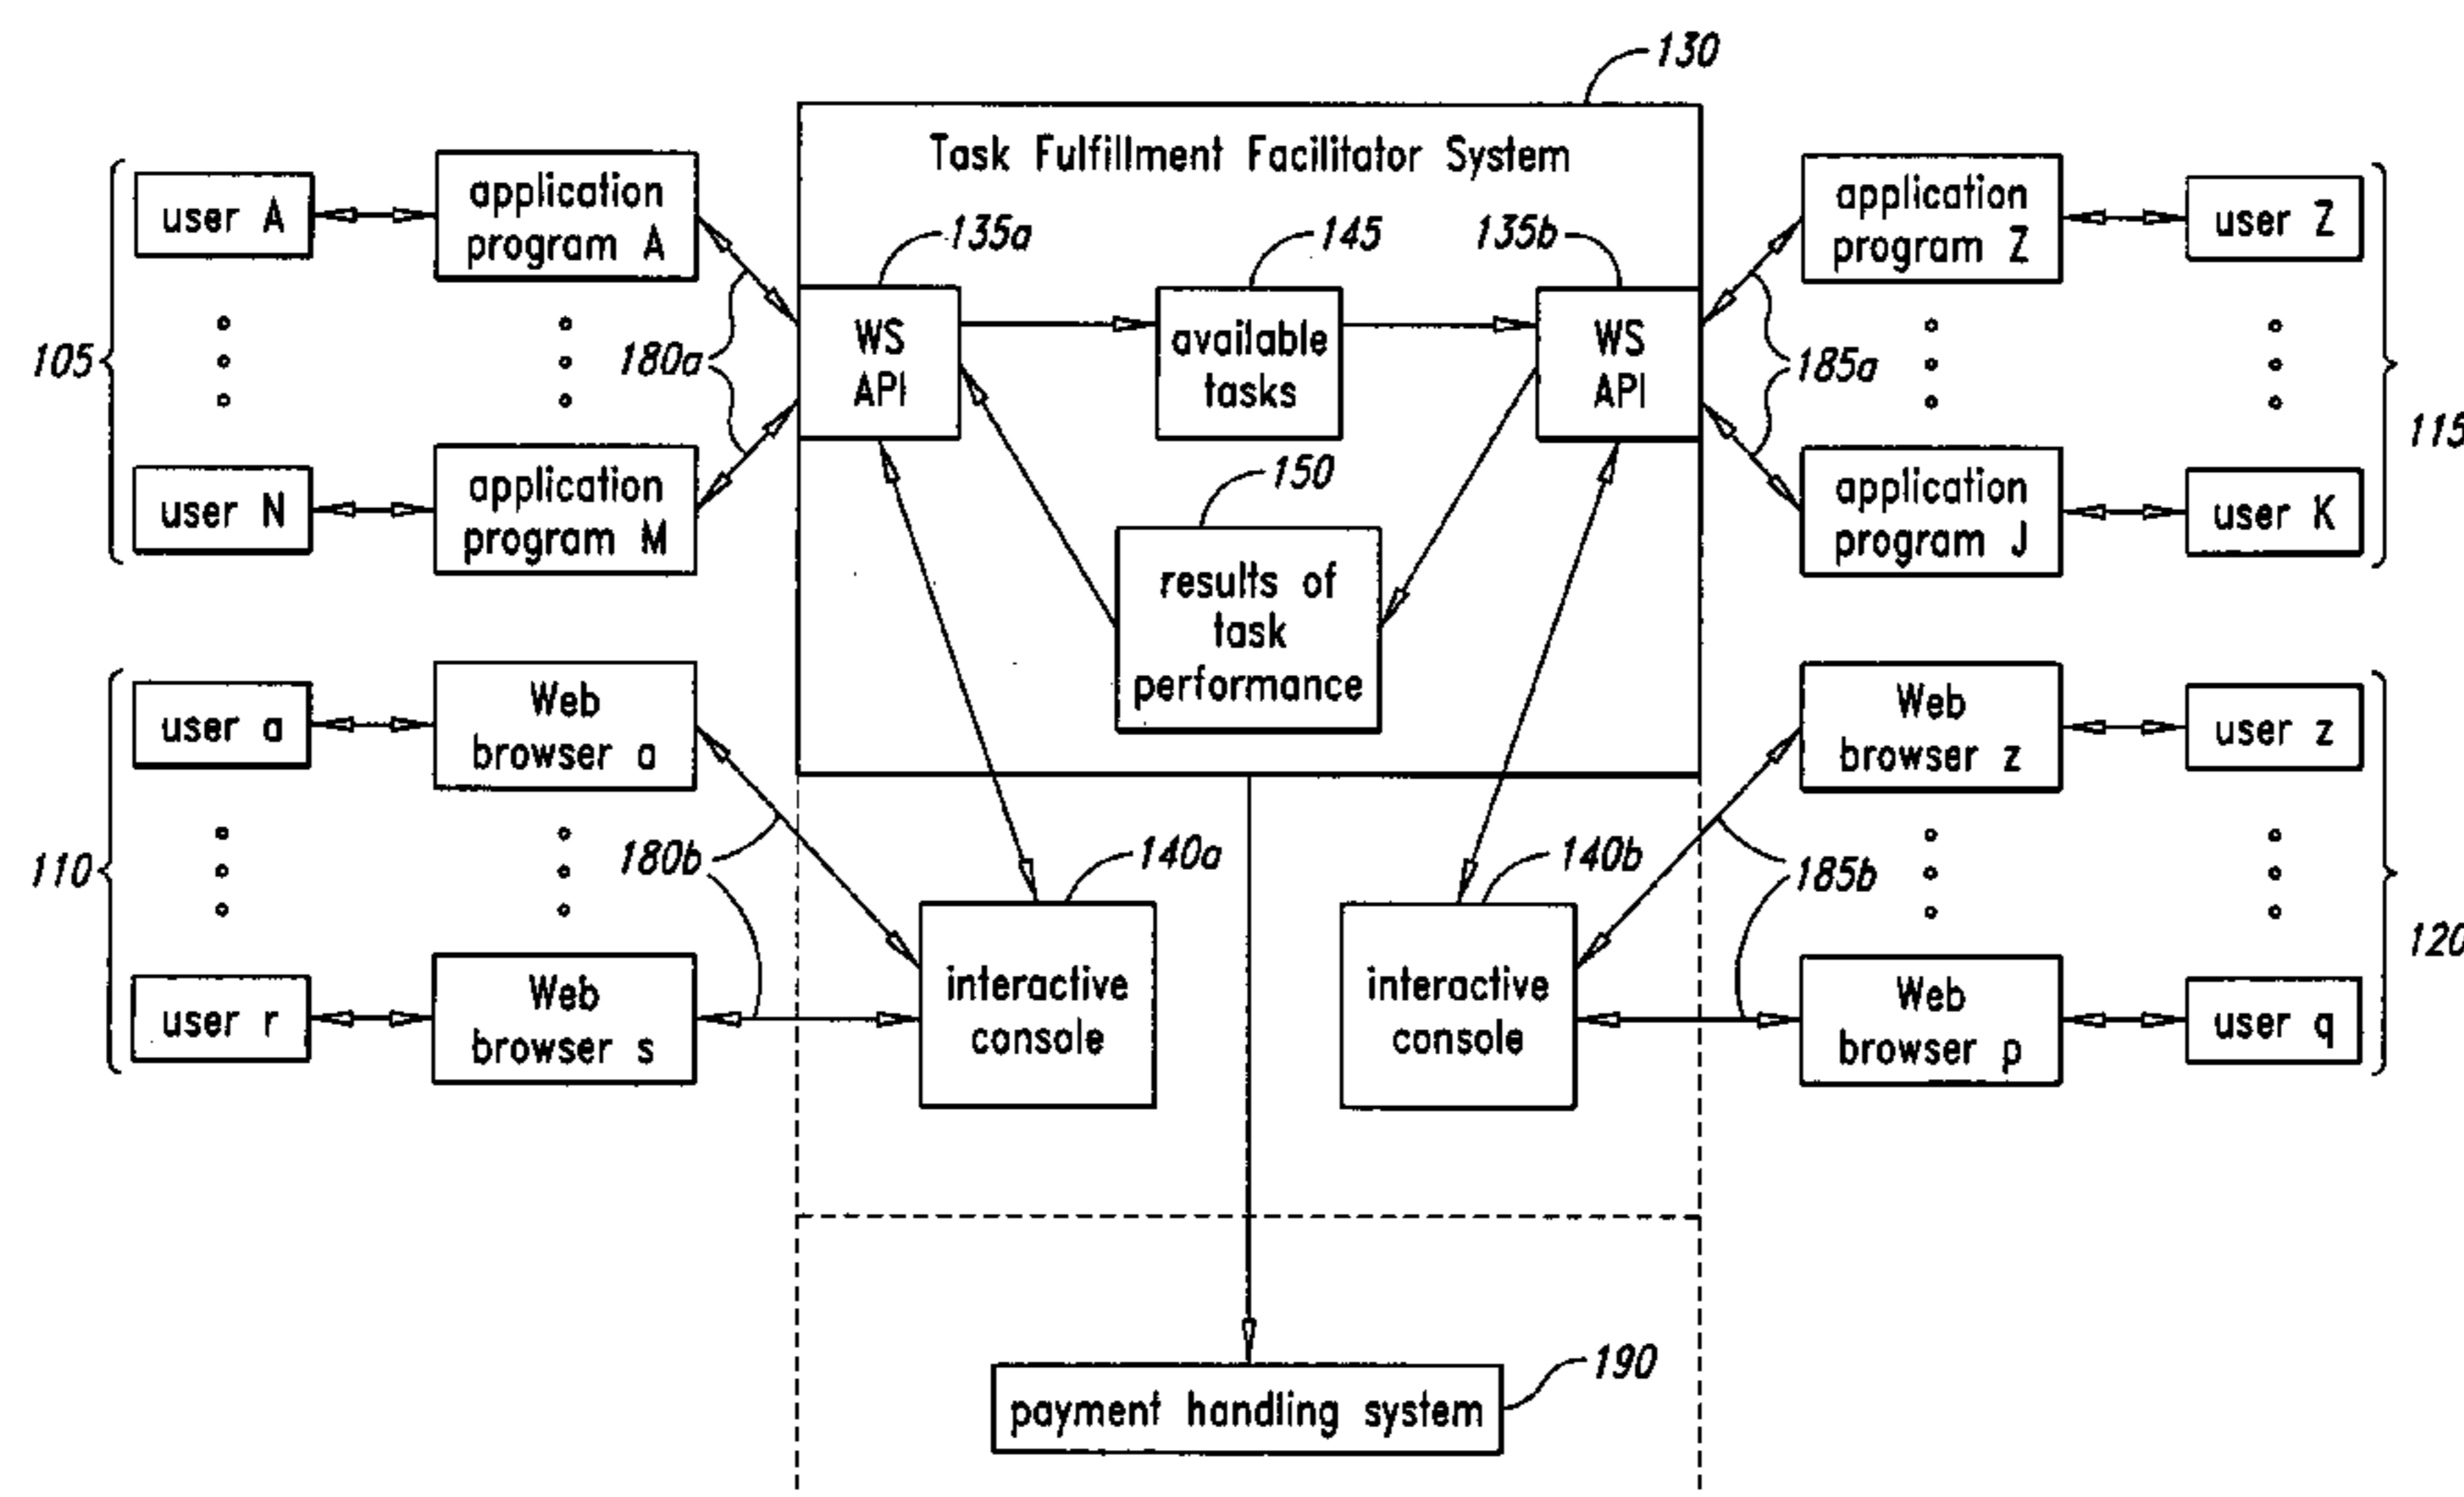 130
Task Fulfillment Facilitator System
user A
application
program A
135a
145
135b
application
program Z
user Z
105
180a
WS
API
available
tasks
WS
API
185a
115
user N
application
program M
150
results of
task
performance
application
program J
user K
user a
Web
browser a
Web
browser z
user z
110
180b
140a
140b
185b
120
user r
Web
browser s
interactive
console
interactive
console
Web
browser p
user q
190
payment handling system